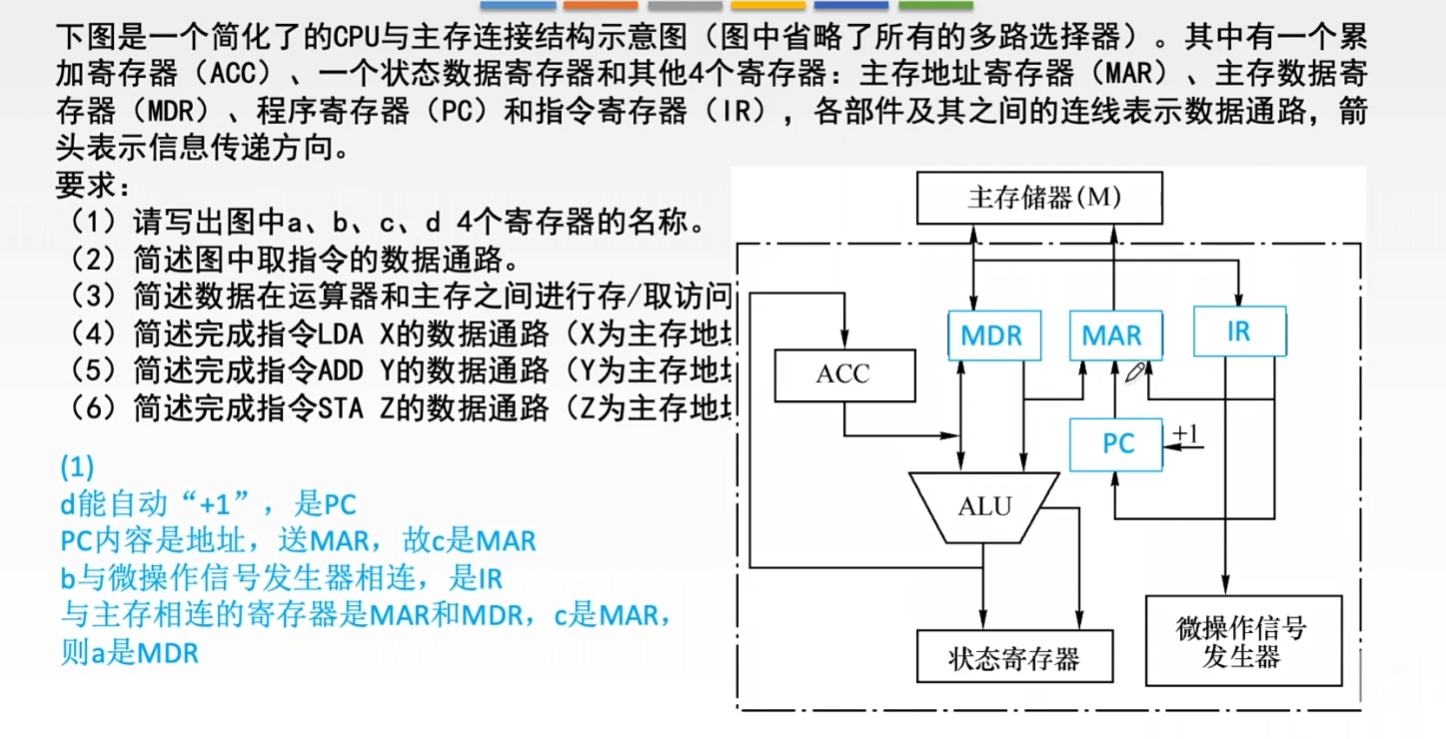 下图是一个简化了的CPU与主存连接结构示意图（图中省略了所有的多路选择器）。其中有一个累
加寄存器（ACC）、一个状态数据寄存器和其他4个寄存器：主存地址寄存器（MAR）、主存数据寄
存器（MDR）、程序寄存器（PC）和指令寄存器（IR），各部件及其之间的连线表示数据通路，箭
头表示信息传递方向。
要求：
（1）请写出图中a、b、c、d 4个寄存器的名称。
（2）简述图中取指令的数据通路。
（3）简述数据在运算器和主存之间进行存/取访问
（4）简述完成指令LDA X的数据通路（X为主存地
（5）简述完成指令ADD Y的数据通路（Y为主存地
（6）简述完成指令STA Z的数据通路（Z为主存地
(1)
d能自动“+1”，是PC
PC内容是地址，送MAR，故c是MAR
b与微操作信号发生器相连，是IR
与主存相连的寄存器是MAR和MDR，c是MAR，
则a是MDR
主存储器(M)
MDR
MAR
IR
ACC
PC
+1
ALU
状态寄存器
微操作信号
发生器